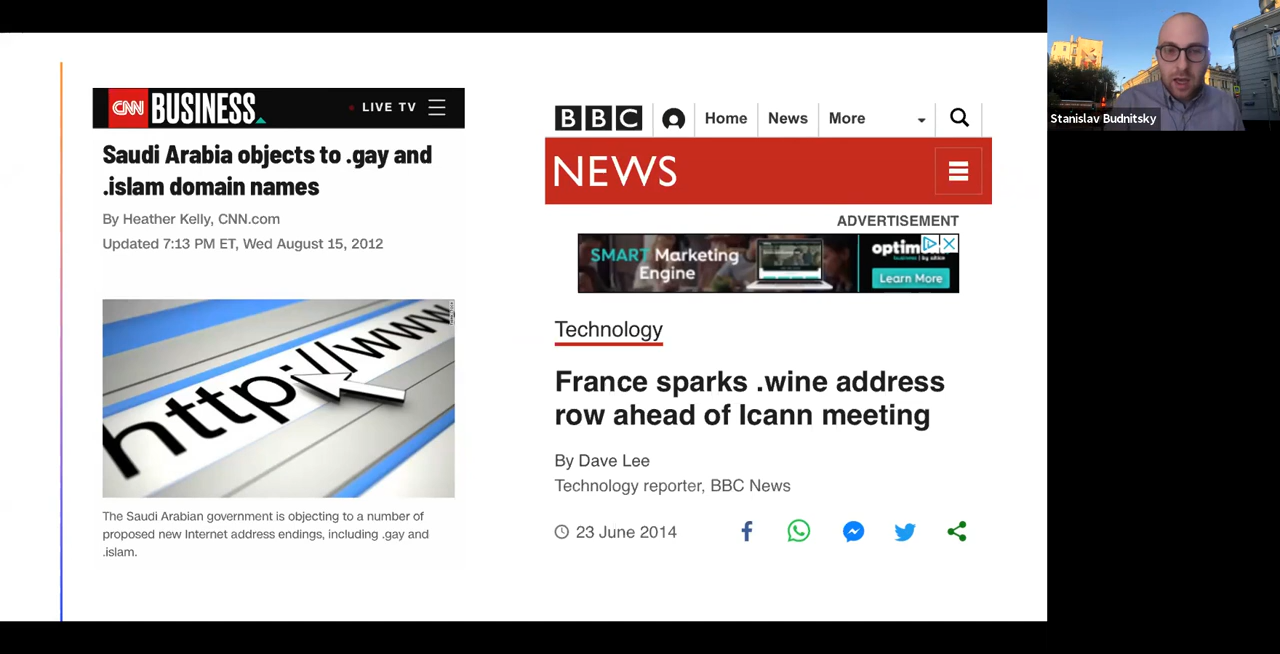 CNN BUSINESS
LIVE TV
Saudi Arabia objects to .gay and
.islam domain names
By Heather Kelly, CNN.com
Updated 7:13 PM ET, Wed August 15, 2012
http://www
The Saudi Arabian government is objecting to a number of
proposed new Internet address endings, including .gay and
.islam.
BBC
Home
News
More
NEWS
ADVERTISEMENT
SMART Marketing
Engine
Learn More
Technology
France sparks .wine address
row ahead of Icann meeting
By Dave Lee
Technology reporter, BBC News
23 June 2014
Stanislav Budnitsky